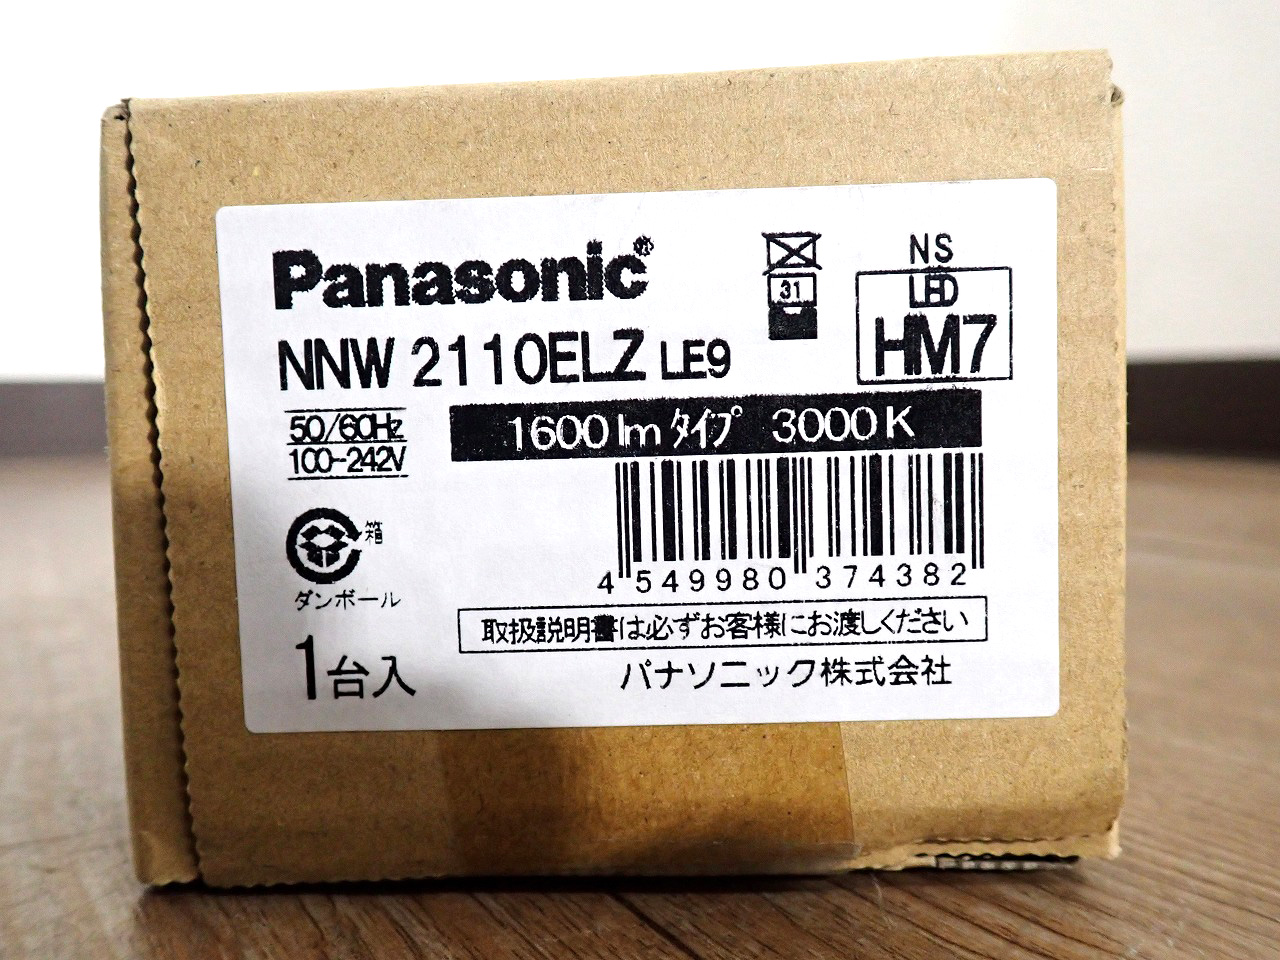 Panasonic®
NNW 2110ELZ LE9
31
NS
LED
HM7
50/60Hz
100-242V
1600 lm タイプ 3000K
4 549980 374382
箱
ダンボール
取扱説明書は必ずお客様にお渡しください
1台入
パナソニック株式会社